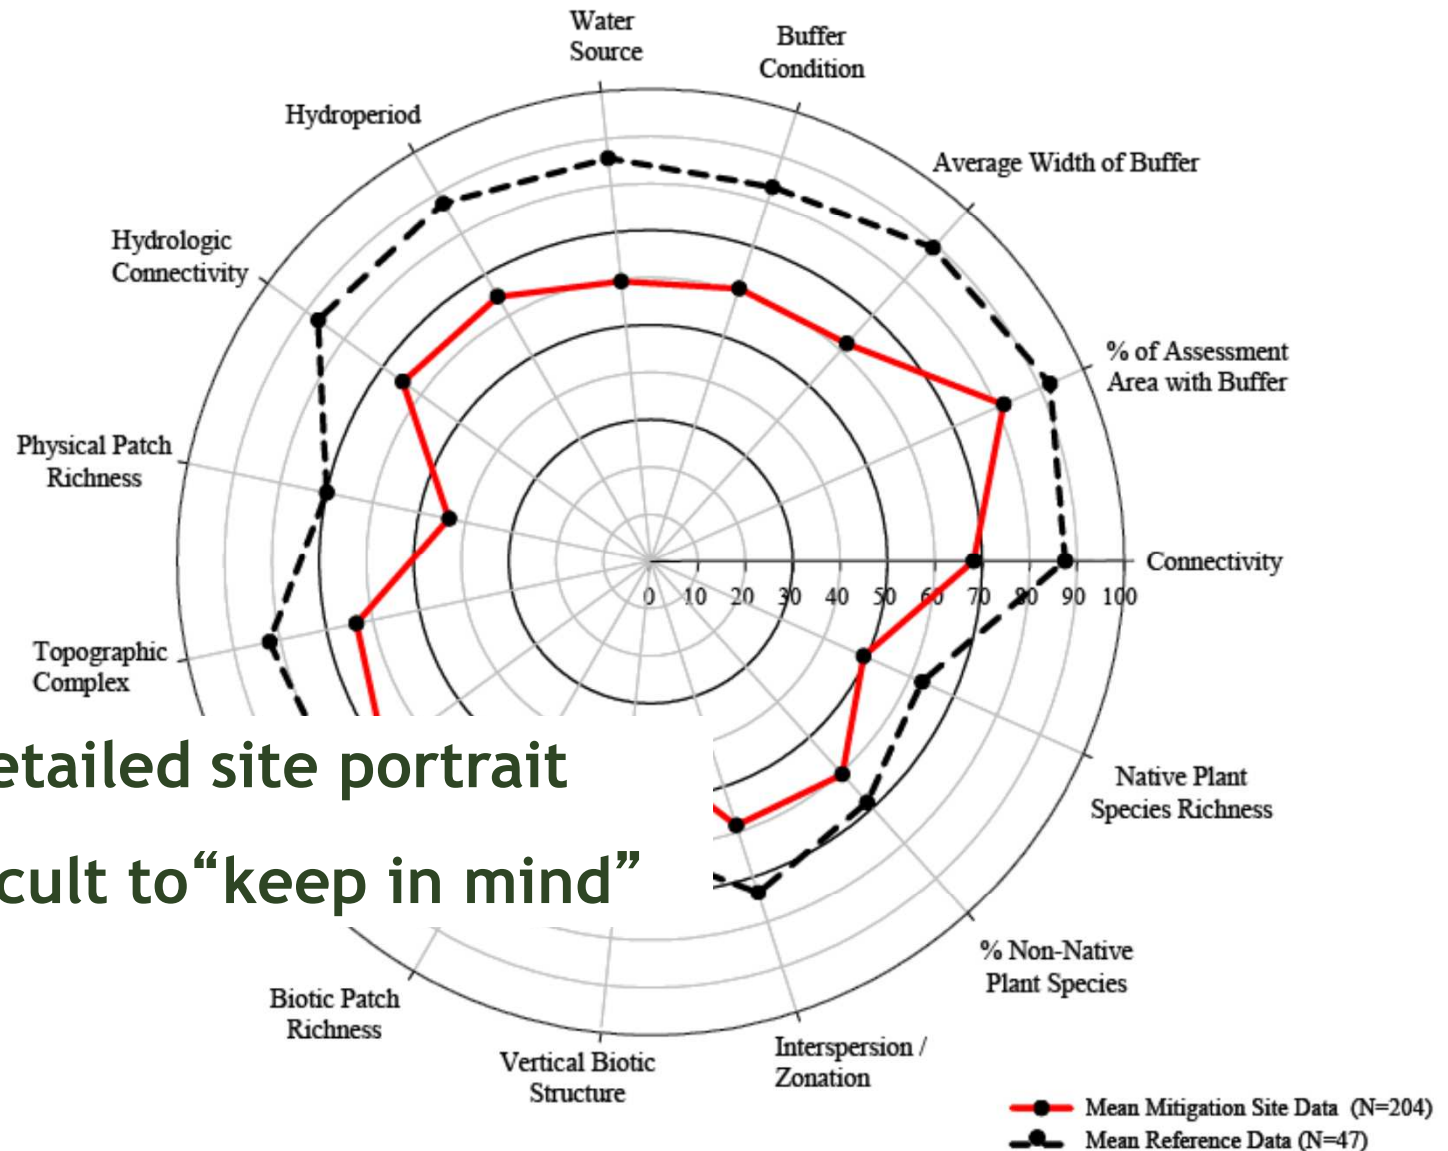 Water
Source
Buffer
Condition
Hydroperiod
Average Width of Buffer
Hydrologic
Connectivity
% of Assessment
Area with Buffer
Physical Patch
Richness
Connectivity
0 10 20 30 40 50 60 70 80 90 100
Topographic
Complex
etailed site portrait
Native Plant
Species Richness
cult to“keep in mind”
% Non-Native
Plant Species
Biotic Patch
Richness
Vertical Biotic
Structure
Interspersion /
Zonation
Mean Mitigation Site Data (N=204)
Mean Reference Data (N=47)